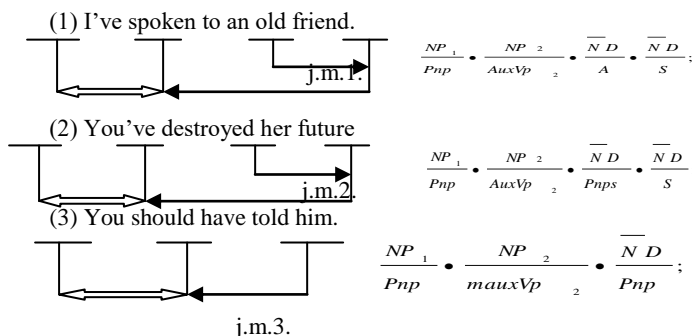 (1) I've spoken to an old friend.
NP 1 / Pnp • NP 2 / AuxVp 2 • N̅ D / A • N̅ D / S ;
j.m.1.
(2) You've destroyed her future
NP 1 / Pnp • NP 2 / AuxVp 2 • N̅ D / Pnps • N̅ D / S
j.m.2.
(3) You should have told him.
NP 1 / Pnp • NP 2 / mauxVp 2 • N̅ D / Pnp ;
j.m.3.